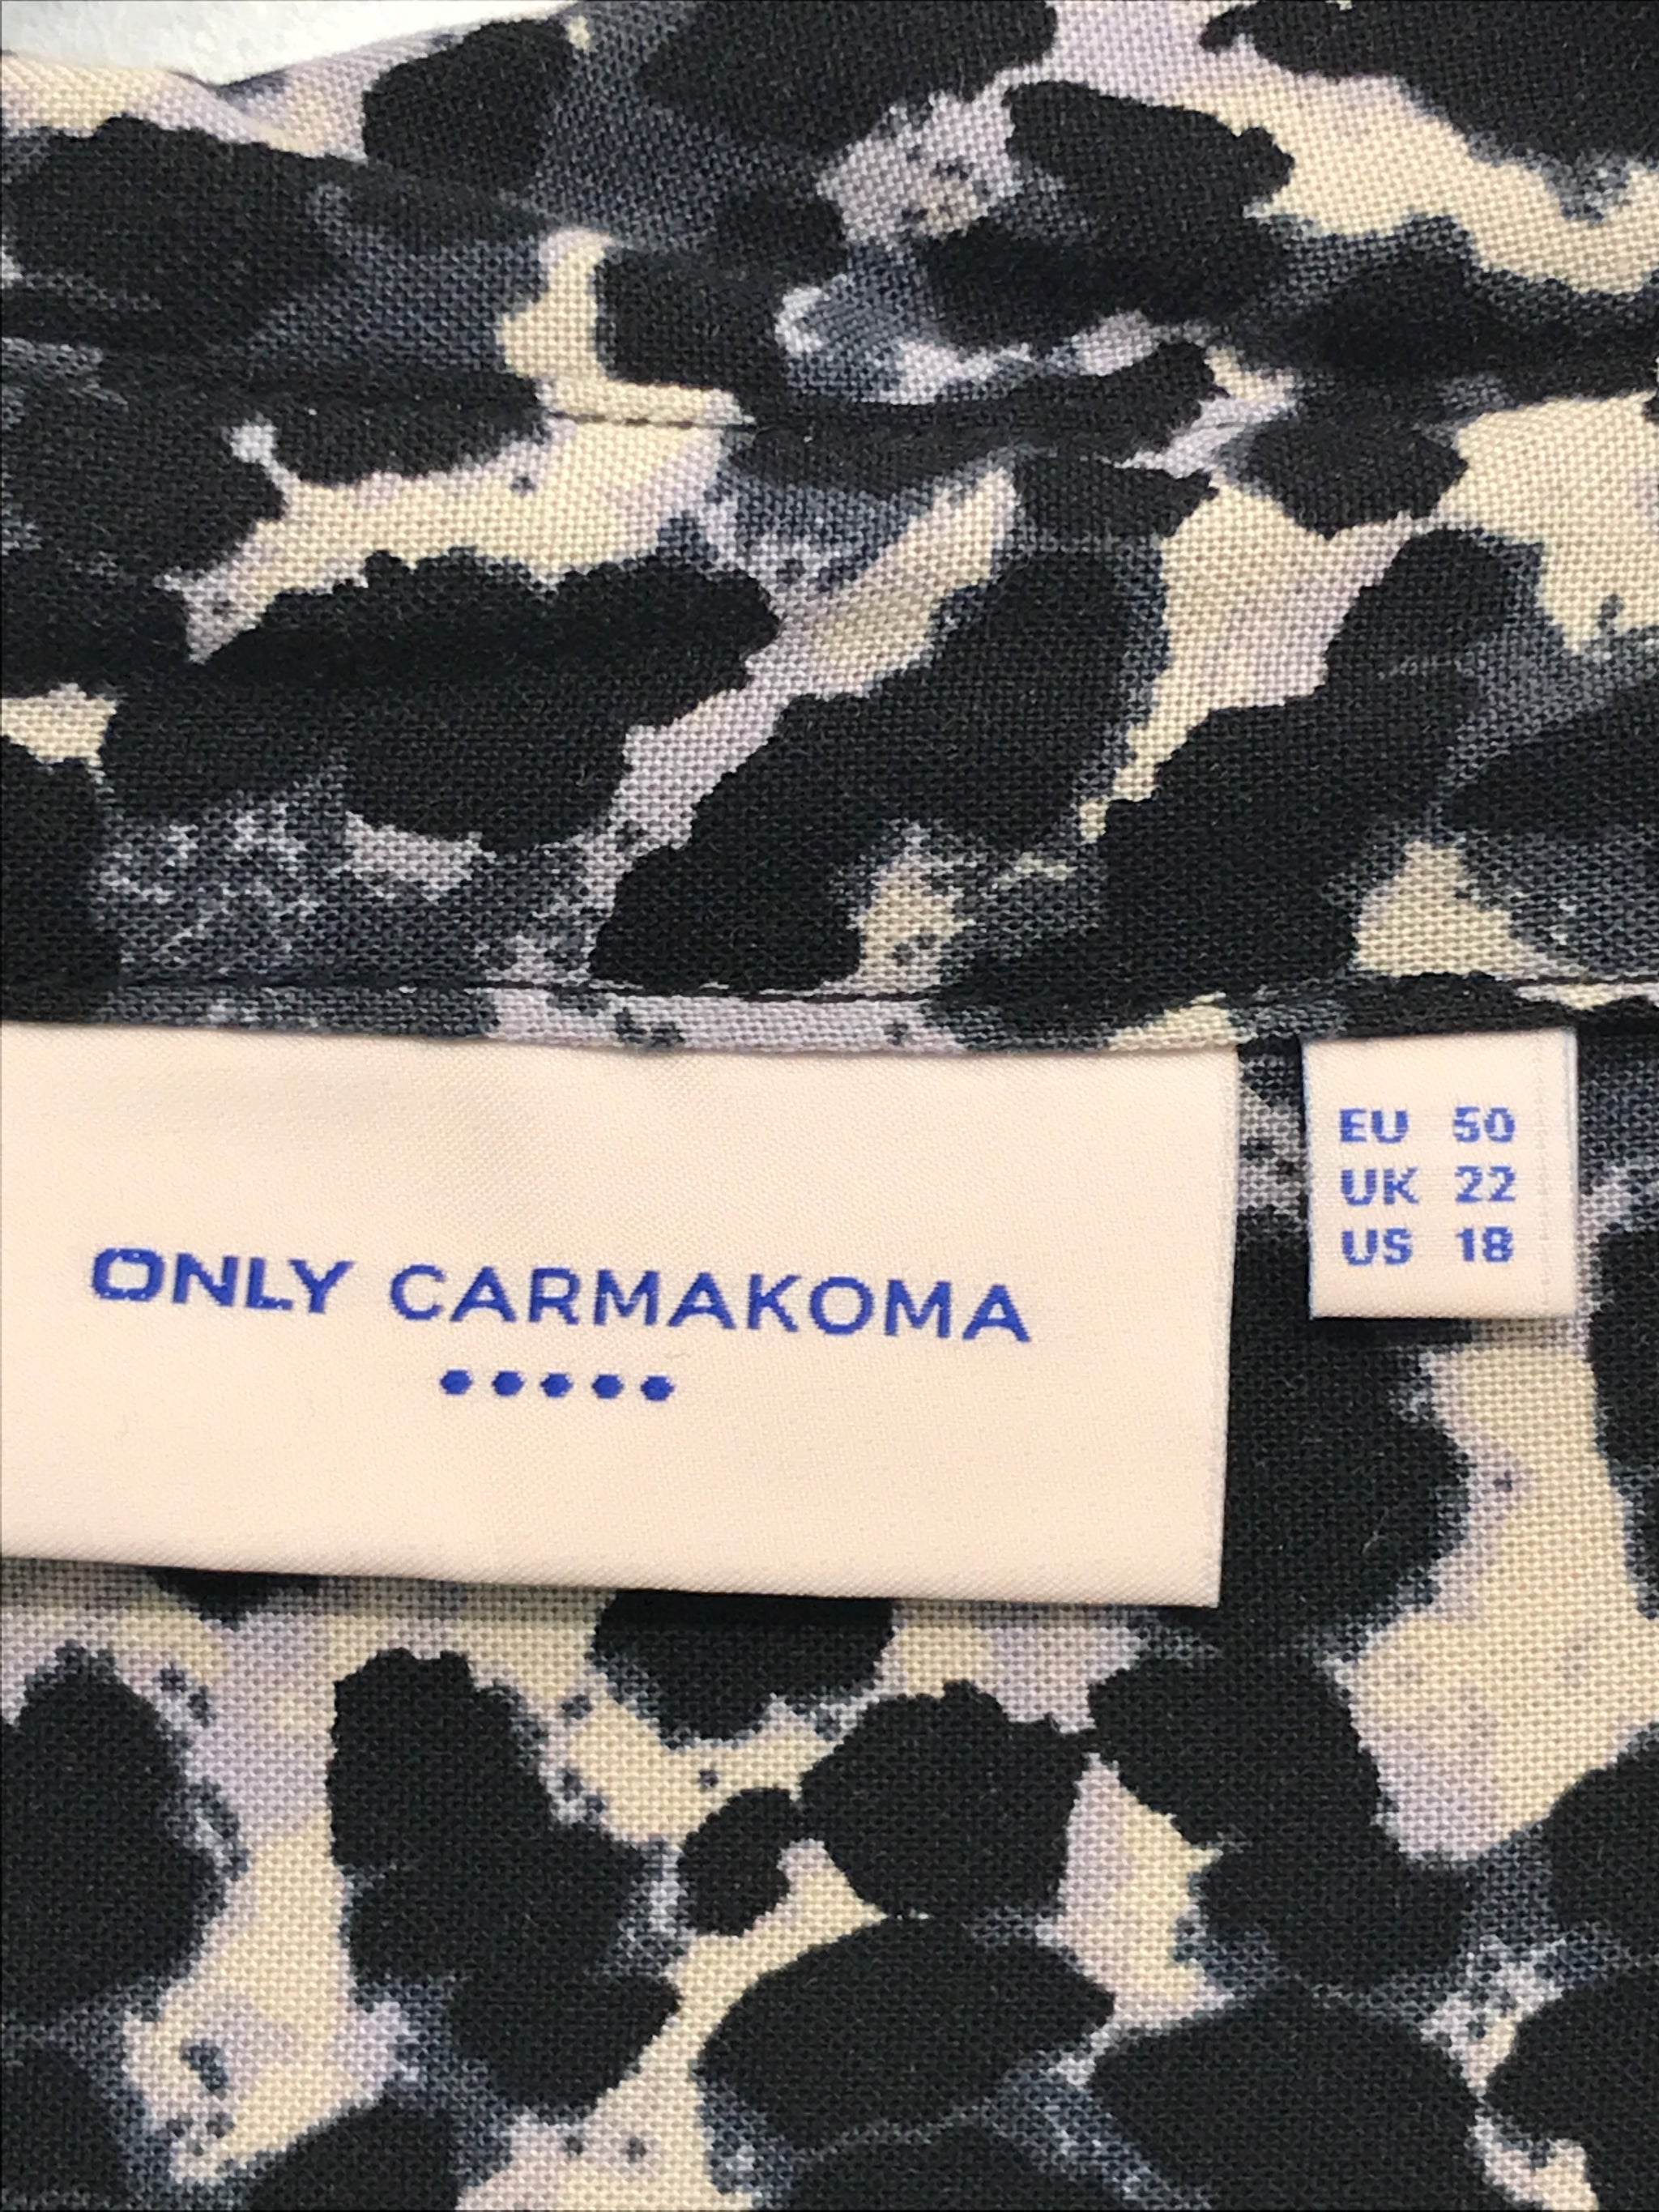 ONLY CARMAKOMA
EU 50
UK 22
US 18